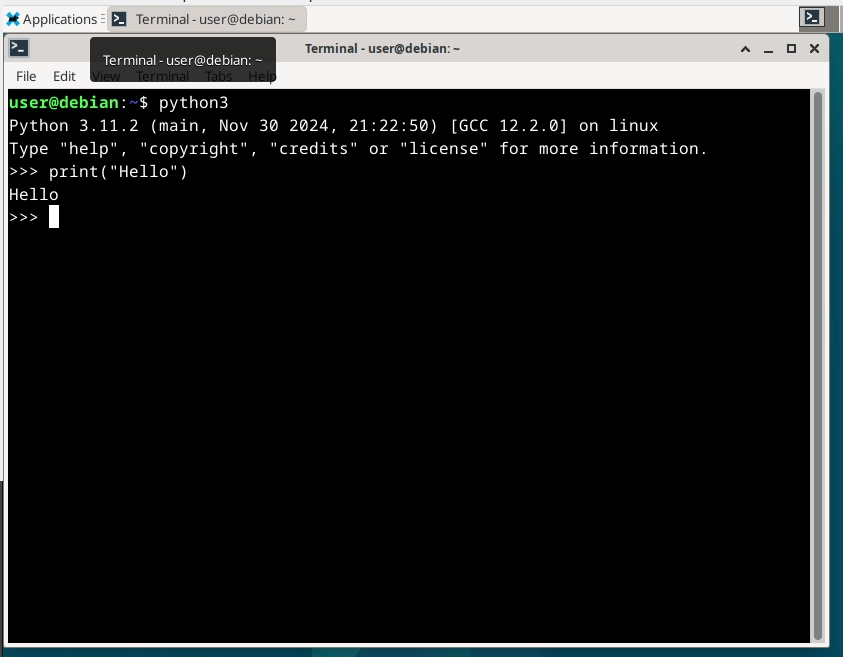 Applications
Terminal - user@debian: ~
Terminal - user@debian: ~
Terminal - user@debian: ~
File Edit View Terminal Tabs Help
user@debian:~$ python3
Python 3.11.2 (main, Nov 30 2024, 21:22:50) [GCC 12.2.0] on linux
Type "help", "copyright", "credits" or "license" for more information.
>>> print("Hello")
Hello
>>>